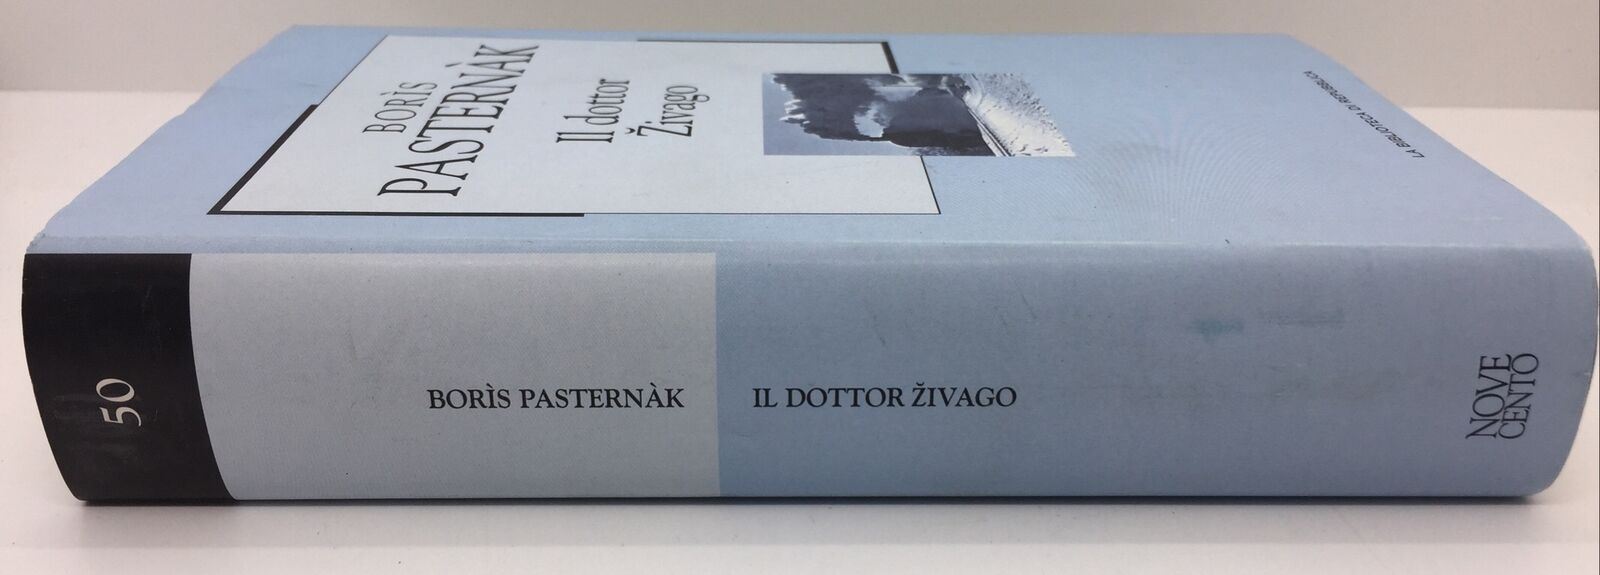 BORÌS
PASTERNÀK
Il dottor
Živago
LA BIBLIOTECA DI REPUBBLICA
50
BORÌS PASTERNÀK
IL DOTTOR ŽIVAGO
NOVE
CENTO